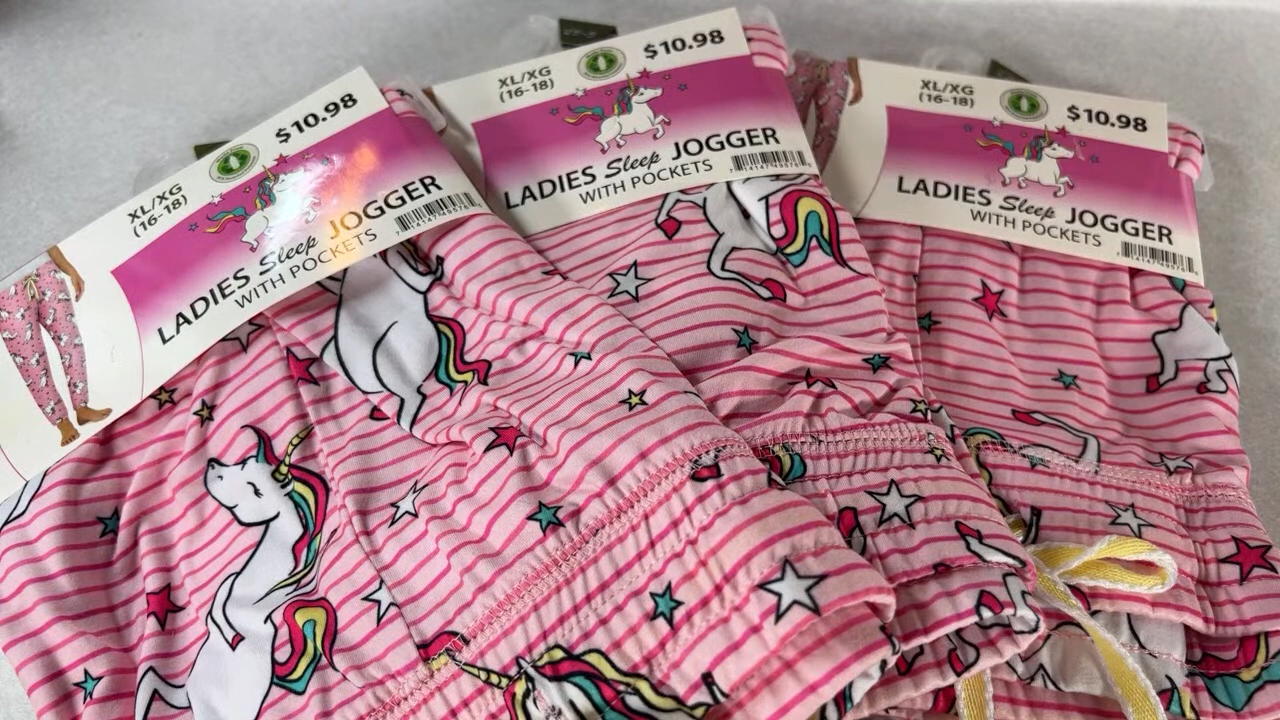 XL/XG
(16-18)
$10.98
LADIES Sleep JOGGER
WITH POCKETS
XL/XG
(16-18)
$10.98
LADIES Sleep JOGGER
WITH POCKETS
XL/XG
(16-18)
$10.98
LADIES Sleep JOGGER
WITH POCKETS